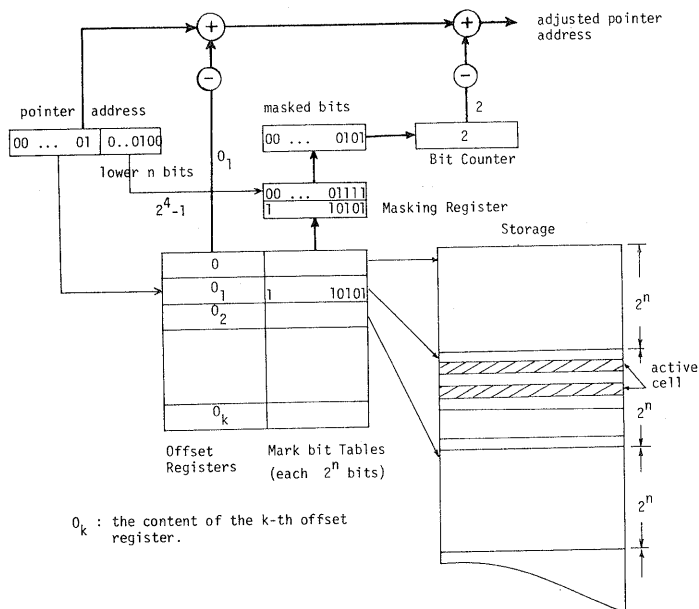 adjusted pointer
address
+
+
−
−
2
pointer address
masked bits
00 ... 01 0..0100
00 ... 0101
2
Bit Counter
lower n bits
O1
2^4-1
00 ... 01111
1 10101
Masking Register
Storage
0
O1 1 10101
O2
Ok
2^n
active
cell
2^n
2^n
Offset
Registers
Mark bit Tables
(each 2^n bits)
Ok : the content of the k-th offset
register.